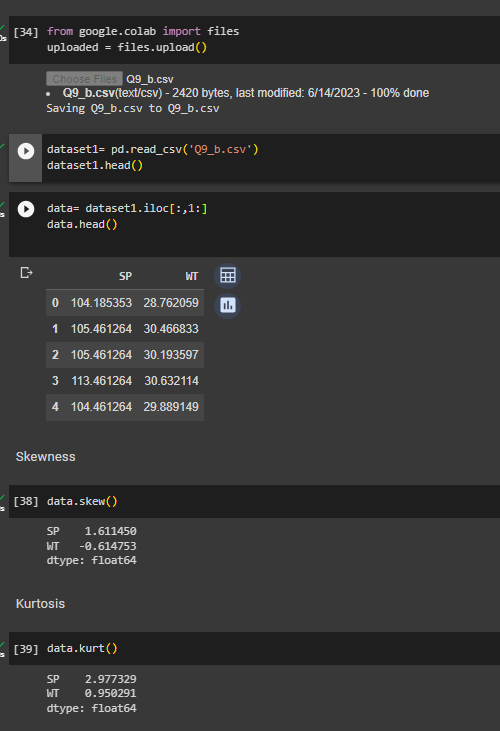 [34] from google.colab import files
uploaded = files.upload()
Choose Files Q9_b.csv
• Q9_b.csv(text/csv) - 2420 bytes, last modified: 6/14/2023 - 100% done
Saving Q9_b.csv to Q9_b.csv
dataset1= pd.read_csv('Q9_b.csv')
dataset1.head()
data= dataset1.iloc[:,1:]
data.head()
SP WT
0 104.185353 28.762059
1 105.461264 30.466833
2 105.461264 30.193597
3 113.461264 30.632114
4 104.461264 29.889149
Skewness
[38] data.skew()
SP 1.611450
WT -0.614753
dtype: float64
Kurtosis
[39] data.kurt()
SP 2.977329
WT 0.950291
dtype: float64